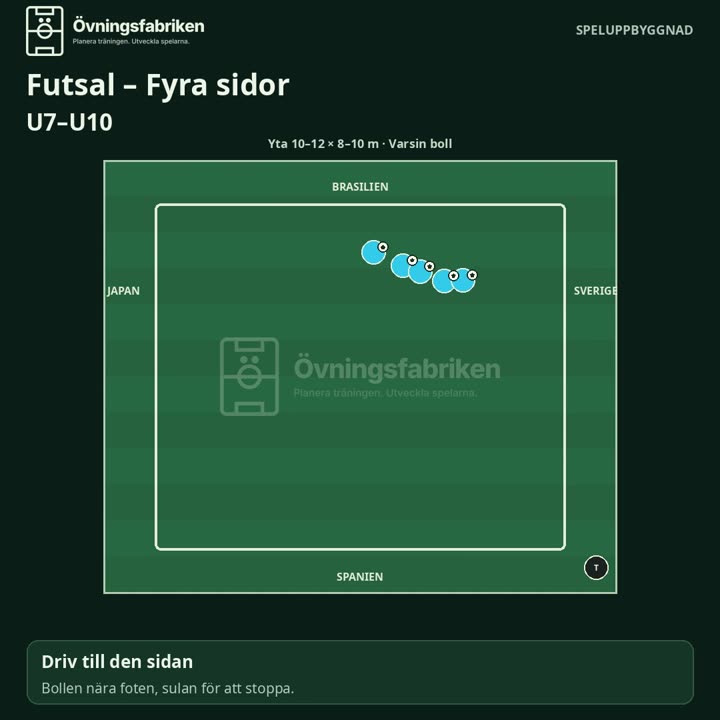 Övningsfabriken
Planera träningen. Utveckla spelarna.
SPELUPPBYGGNAD
Futsal – Fyra sidor
U7–U10
Yta 10–12 × 8–10 m · Varsin boll
BRASILIEN
JAPAN
SVERIGE
Övningsfabriken
Planera träningen. Utveckla spelarna.
SPANIEN
T
Driv till den sidan
Bollen nära foten, sulan för att stoppa.